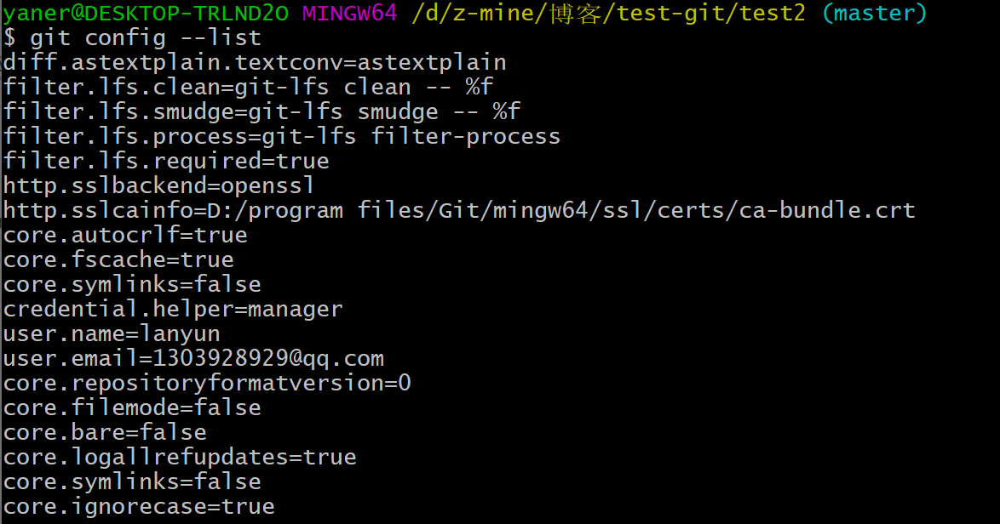 yaner@DESKTOP-TRLND2O MINGW64 /d/z-mine/博客/test-git/test2 (master)
$ git config --list
diff.astextplain.textconv=astextplain
filter.lfs.clean=git-lfs clean -- %f
filter.lfs.smudge=git-lfs smudge -- %f
filter.lfs.process=git-lfs filter-process
filter.lfs.required=true
http.sslbackend=openssl
http.sslcainfo=D:/program files/Git/mingw64/ssl/certs/ca-bundle.crt
core.autocrlf=true
core.fscache=true
core.symlinks=false
credential.helper=manager
user.name=lanyun
user.email=1303928929@qq.com
core.repositoryformatversion=0
core.filemode=false
core.bare=false
core.logallrefupdates=true
core.symlinks=false
core.ignorecase=true